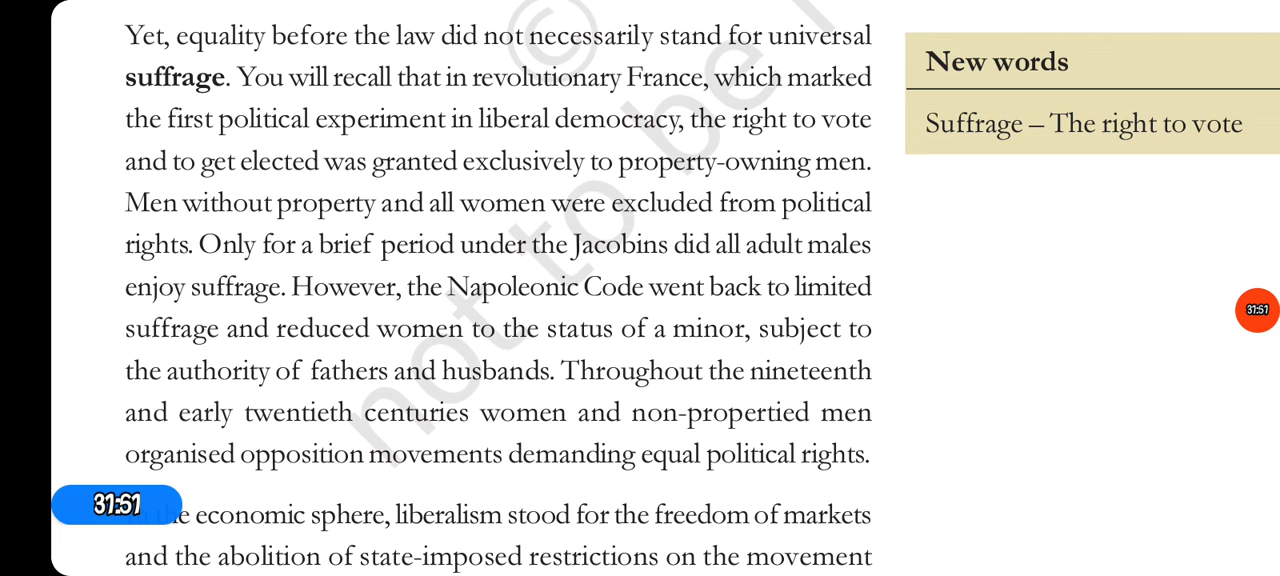 Yet, equality before the law did not necessarily stand for universal
suffrage. You will recall that in revolutionary France, which marked
the first political experiment in liberal democracy, the right to vote
and to get elected was granted exclusively to property-owning men.
Men without property and all women were excluded from political
rights. Only for a brief period under the Jacobins did all adult males
enjoy suffrage. However, the Napoleonic Code went back to limited
suffrage and reduced women to the status of a minor, subject to
the authority of fathers and husbands. Throughout the nineteenth
and early twentieth centuries women and non-propertied men
organised opposition movements demanding equal political rights.
the economic sphere, liberalism stood for the freedom of markets
and the abolition of state-imposed restrictions on the movement
New words
Suffrage – The right to vote
31:51
31:51
© not to be